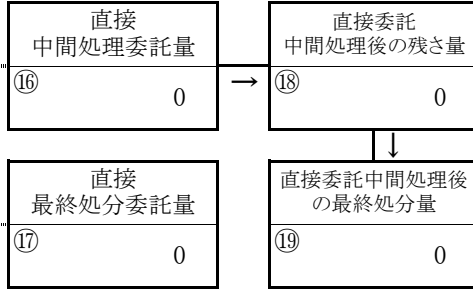 直接
中間処理委託量
⑯
0
→
直接委託
中間処理後の残さ量
⑱
0
↓
直接
最終処分委託量
⑰
0
直接委託中間処理後
の最終処分量
⑲
0